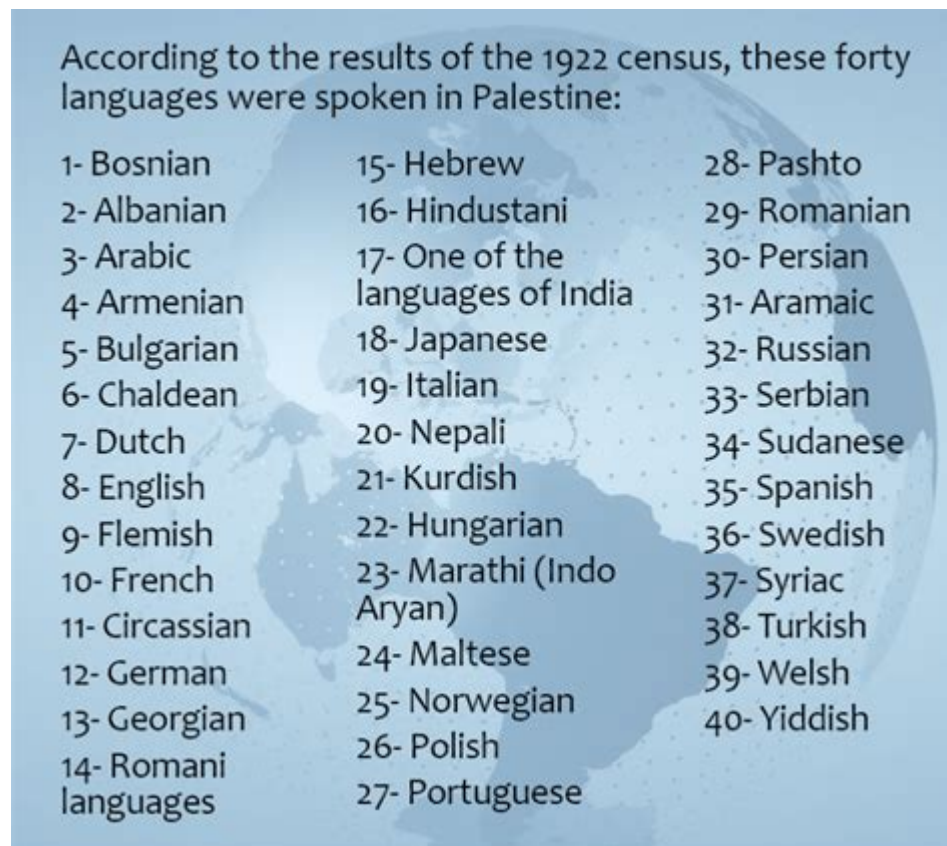 According to the results of the 1922 census, these forty
languages were spoken in Palestine:
1- Bosnian
2- Albanian
3- Arabic
4- Armenian
5- Bulgarian
6- Chaldean
7- Dutch
8- English
9- Flemish
10- French
11- Circassian
12- German
13- Georgian
14- Romani
languages
15- Hebrew
16- Hindustani
17- One of the
languages of India
18- Japanese
19- Italian
20- Nepali
21- Kurdish
22- Hungarian
23- Marathi (Indo
Aryan)
24- Maltese
25- Norwegian
26- Polish
27- Portuguese
28- Pashto
29- Romanian
30- Persian
31- Aramaic
32- Russian
33- Serbian
34- Sudanese
35- Spanish
36- Swedish
37- Syriac
38- Turkish
39- Welsh
40- Yiddish